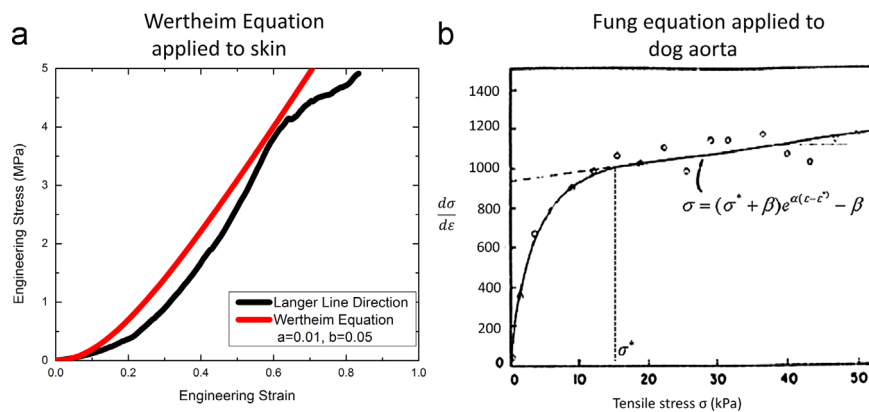 a
Wertheim Equation
applied to skin
Engineering Stress (MPa)
5
4
3
2
1
0
0.0 0.2 0.4 0.6 0.8 1.0
Engineering Strain
Langer Line Direction
Wertheim Equation
a=0.01, b=0.05
b
Fung equation applied to
dog aorta
dσ
dε
1400
1200
1000
800
600
400
200
0
σ = (σ* + β)e^α(ε−ε*) − β
σ*
0 10 20 30 40 50
Tensile stress σ (kPa)